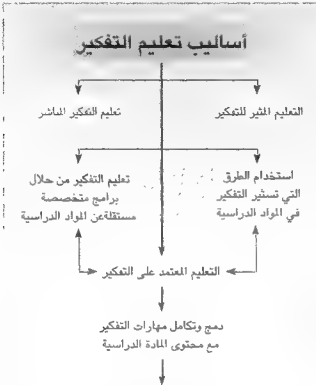 أساليب تعليم التفكير
التعليم المثير للتفكير
تعليم التفكير المباشر
استخدام الطرق
التي تستثير التفكير
في المواد الدراسية
تعليم التفكير من خلال
برامج متخصصة
مستقلة عن المواد الدراسية
التعليم المعتمد على التفكير
دمج وتكامل مهارات التفكير
مع محتوى المادة الدراسية